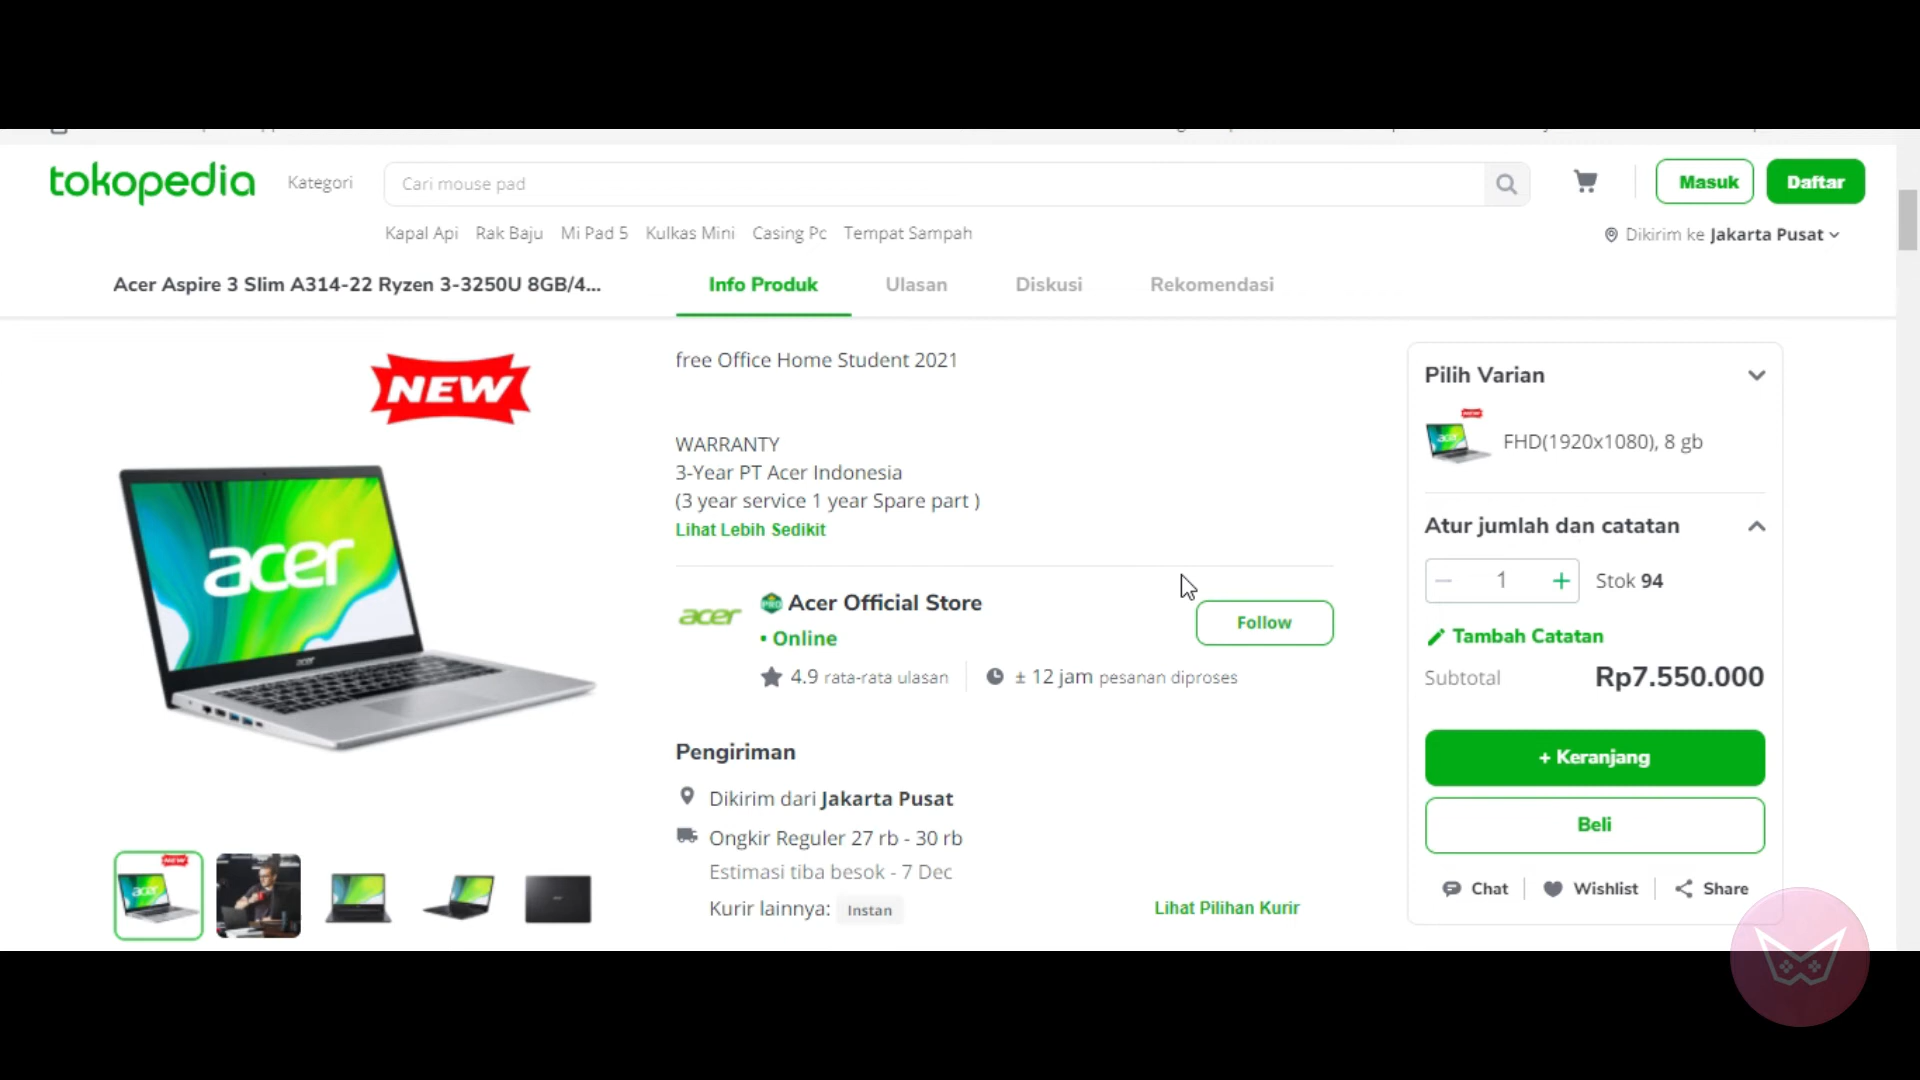 tokopedia
Kategori
Cari mouse pad
Masuk
Daftar
Kapal Api Rak Baju Mi Pad 5 Kulkas Mini Casing Pc Tempat Sampah
Dikirim ke Jakarta Pusat
Acer Aspire 3 Slim A314-22 Ryzen 3-3250U 8GB/4...
Info Produk Ulasan Diskusi Rekomendasi
NEW
acer
acer
free Office Home Student 2021
WARRANTY
3-Year PT Acer Indonesia
(3 year service 1 year Spare part )
Lihat Lebih Sedikit
acer
PRO Acer Official Store
• Online
Follow
4.9 rata-rata ulasan
± 12 jam pesanan diproses
Pengiriman
Dikirim dari Jakarta Pusat
Ongkir Reguler 27 rb - 30 rb
Estimasi tiba besok - 7 Dec
Kurir lainnya: Instan
Lihat Pilihan Kurir
Pilih Varian
NEW
acer
FHD(1920x1080), 8 gb
Atur jumlah dan catatan
1
Stok 94
Tambah Catatan
Subtotal
Rp7.550.000
+ Keranjang
Beli
Chat
Wishlist
Share
NEW
acer